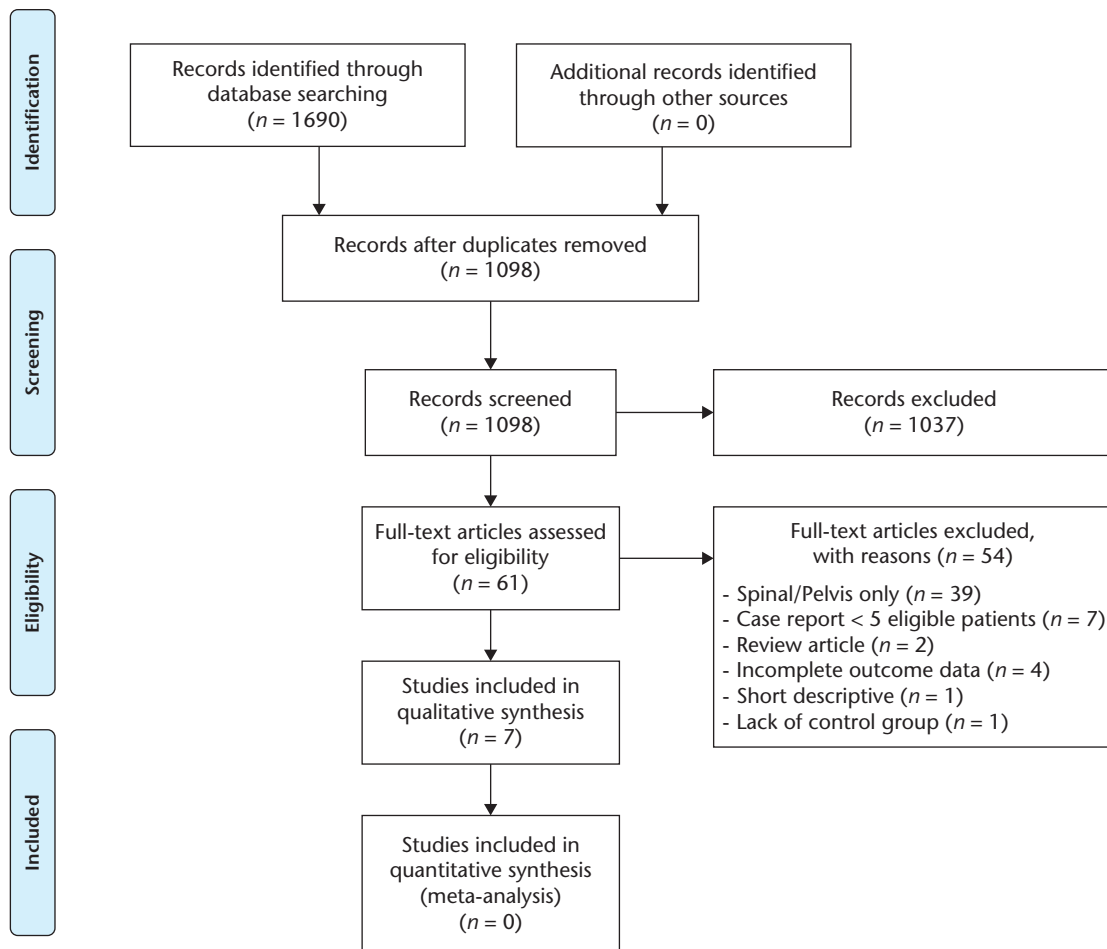 Identification
Records identified through
database searching
(n = 1690)
Additional records identified
through other sources
(n = 0)
Records after duplicates removed
(n = 1098)
Screening
Records screened
(n = 1098)
Records excluded
(n = 1037)
Eligibility
Full-text articles assessed
for eligibility
(n = 61)
Full-text articles excluded,
with reasons (n = 54)
- Spinal/Pelvis only (n = 39)
- Case report < 5 eligible patients (n = 7)
- Review article (n = 2)
- Incomplete outcome data (n = 4)
- Short descriptive (n = 1)
- Lack of control group (n = 1)
Studies included in
qualitative synthesis
(n = 7)
Included
Studies included in
quantitative synthesis
(meta-analysis)
(n = 0)